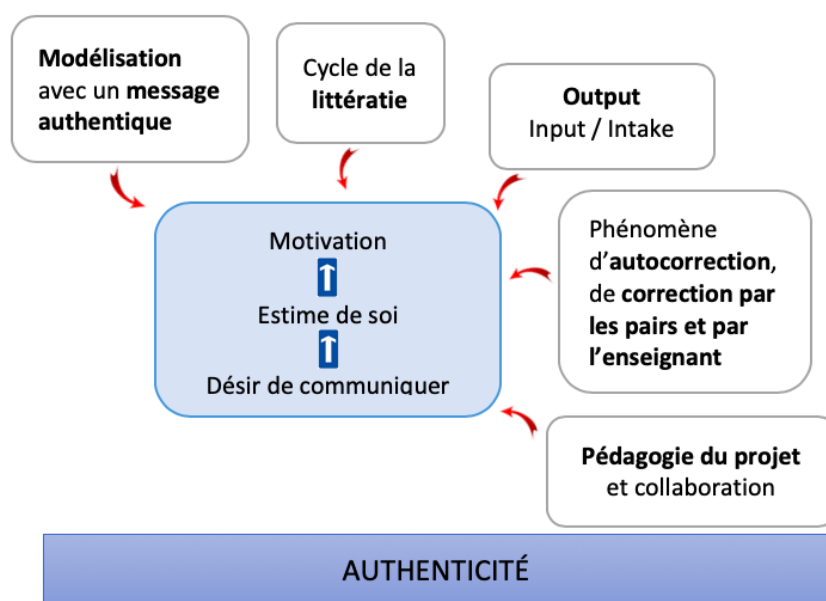 Modélisation
avec un message
authentique
Cycle de la
littératie
Output
Input / Intake
Motivation
Estime de soi
Désir de communiquer
Phénomène
d’autocorrection,
de correction par
les pairs et par
l’enseignant
Pédagogie du projet
et collaboration
AUTHENTICITÉ